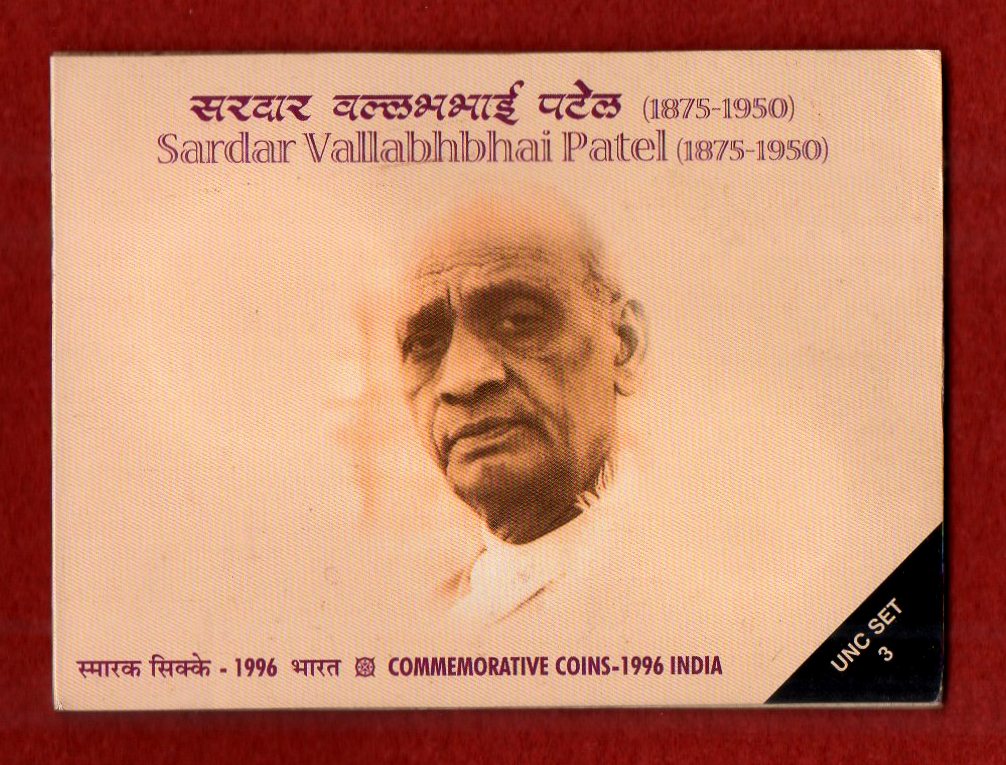 सरदार वल्लभभाई पटेल (1875-1950)
Sardar Vallabhbhai Patel (1875-1950)
स्मारक सिक्के - 1996 भारत COMMEMORATIVE COINS-1996 INDIA
UNC SET
3